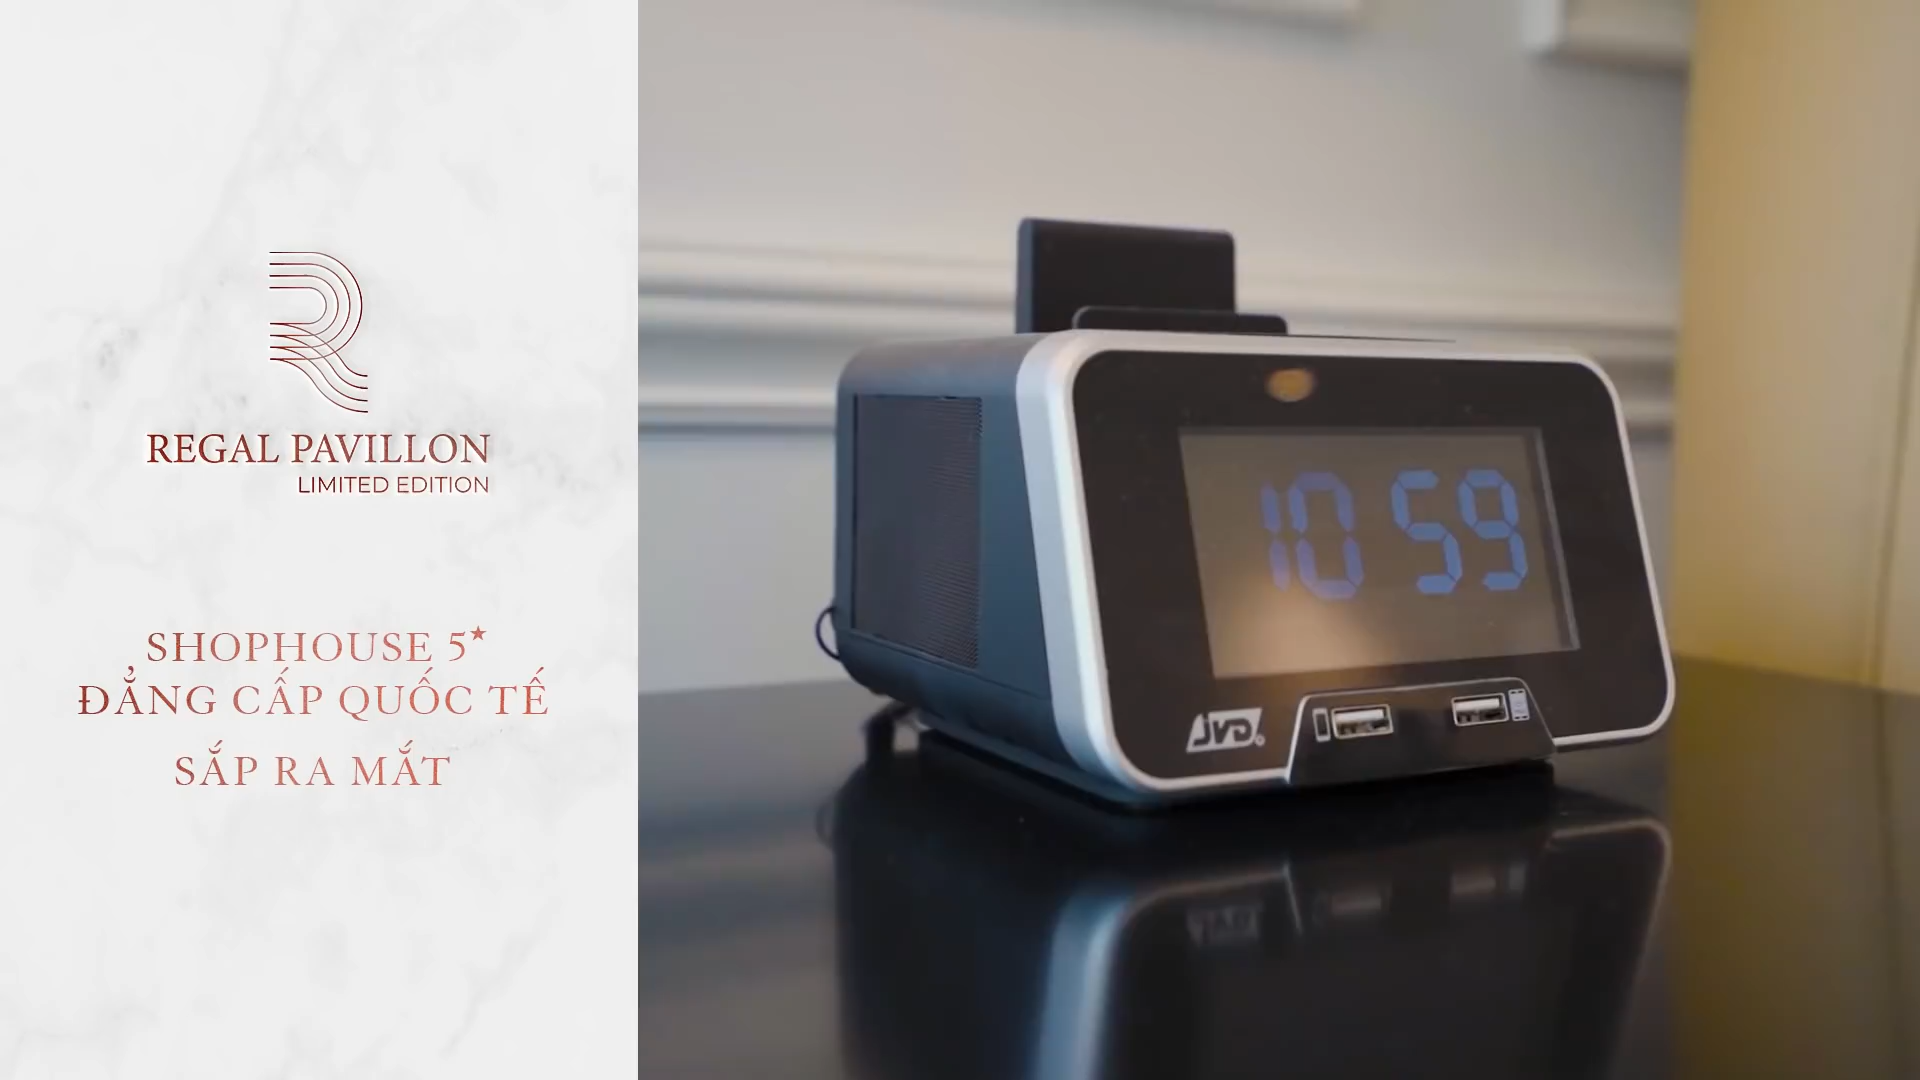 REGAL PAVILLON
LIMITED EDITION
SHOPHOUSE 5★
ĐẲNG CẤP QUỐC TẾ
SẮP RA MẮT
10 59
JVD